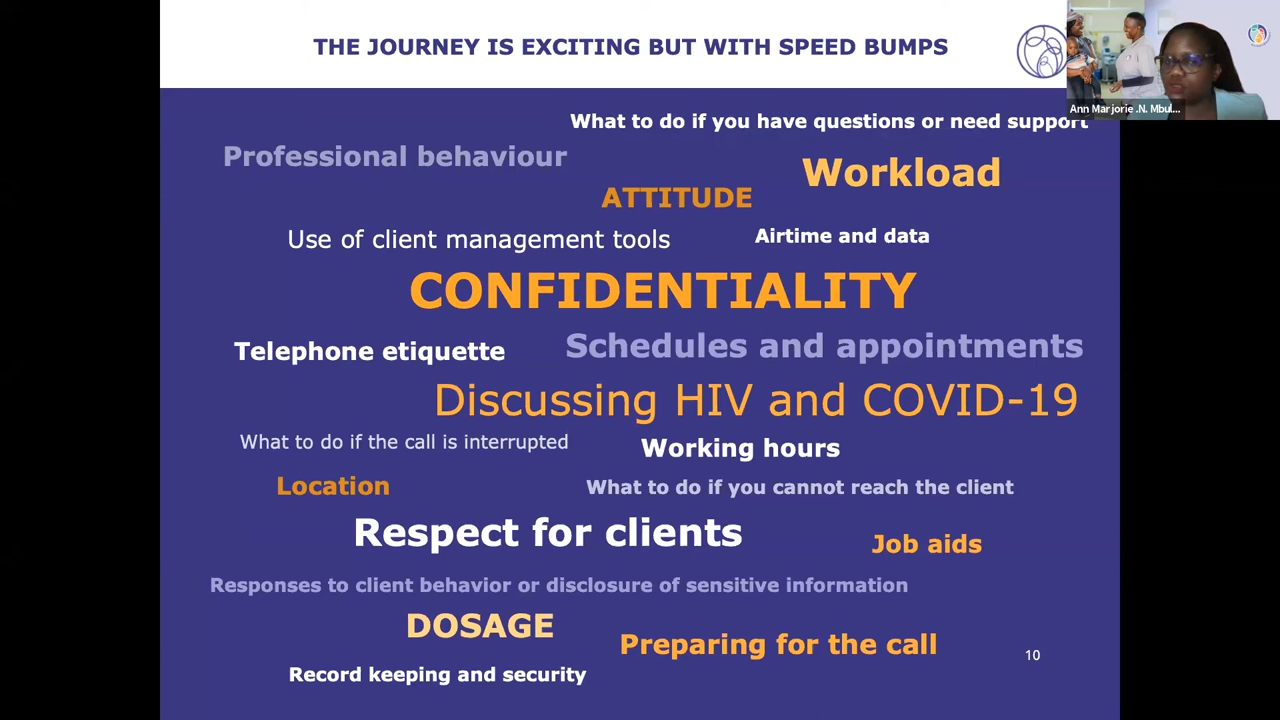 THE JOURNEY IS EXCITING BUT WITH SPEED BUMPS
Ann Marjorie .N. Mbul...
What to do if you have questions or need support
Professional behaviour
Workload
ATTITUDE
Use of client management tools
Airtime and data
CONFIDENTIALITY
Telephone etiquette
Schedules and appointments
Discussing HIV and COVID-19
What to do if the call is interrupted
Working hours
Location
What to do if you cannot reach the client
Respect for clients
Job aids
Responses to client behavior or disclosure of sensitive information
DOSAGE
Preparing for the call
10
Record keeping and security